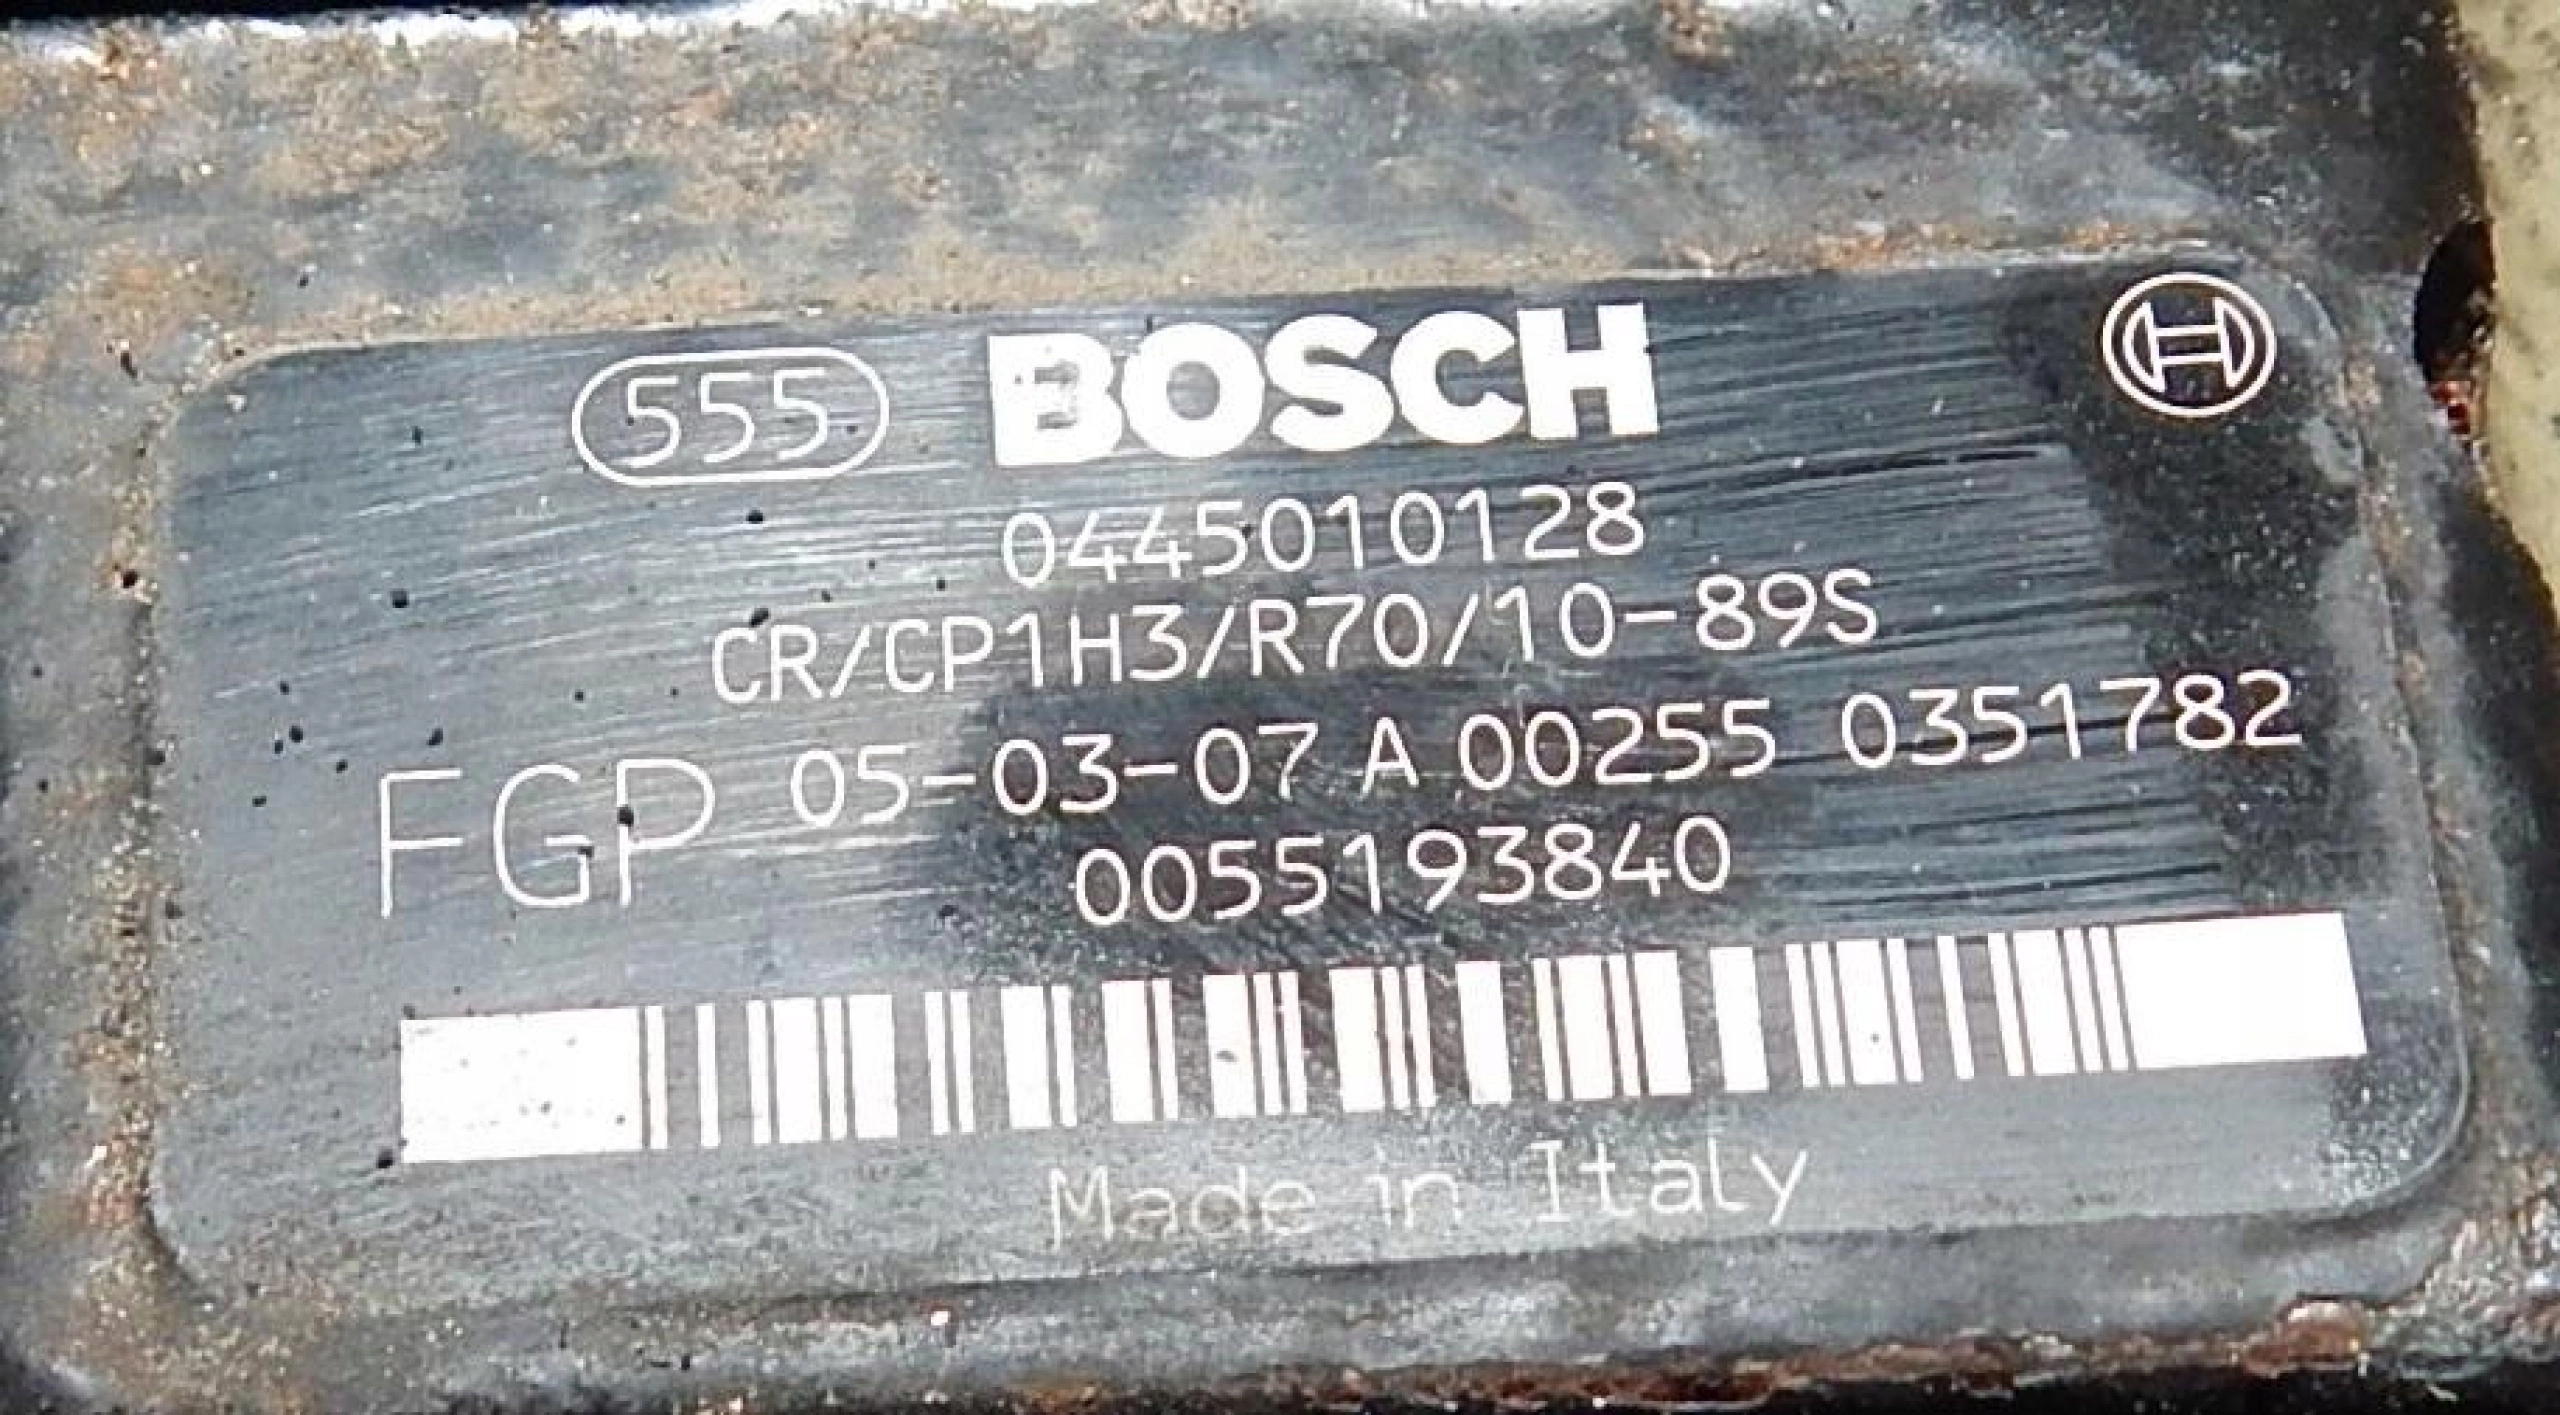 555 BOSCH
0445010128
CR/CP1H3/R70/10-89S
FGP 05-03-07 A 00255 0351782
0055193840
Made in Italy